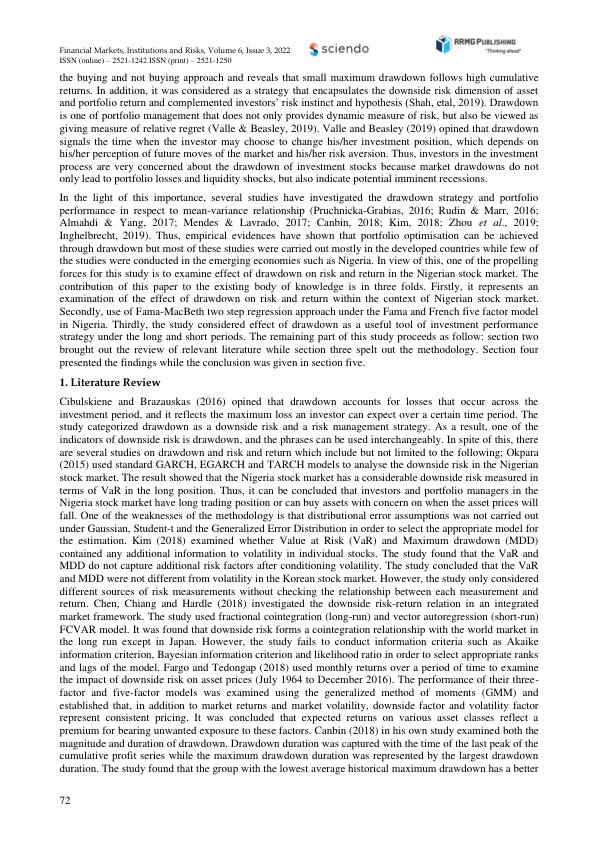 Financial Markets, Institutions and Risks, Volume 6, Issue 3, 2022
ISSN (online) – 2521-1242 ISSN (print) – 2521-1250
sciendo
ARMG PUBLISHING
"Thinking ahead"
the buying and not buying approach and reveals that small maximum drawdown follows high cumulative
returns. In addition, it was considered as a strategy that encapsulates the downside risk dimension of asset
and portfolio return and complemented investors' risk instinct and hypothesis (Shah, etal, 2019). Drawdown
is one of portfolio management that does not only provides dynamic measure of risk, but also be viewed as
giving measure of relative regret (Valle & Beasley, 2019). Valle and Beasley (2019) opined that drawdown
signals the time when the investor may choose to change his/her investment position, which depends on
his/her perception of future moves of the market and his/her risk aversion. Thus, investors in the investment
process are very concerned about the drawdown of investment stocks because market drawdowns do not
only lead to portfolio losses and liquidity shocks, but also indicate potential imminent recessions.
In the light of this importance, several studies have investigated the drawdown strategy and portfolio
performance in respect to mean-variance relationship (Pruchnicka-Grabias, 2016; Rudin & Marr, 2016;
Almahdi & Yang, 2017; Mendes & Lavrado, 2017; Canbin, 2018; Kim, 2018; Zhou et al., 2019;
Inghelbrecht, 2019). Thus, empirical evidences have shown that portfolio optimisation can be achieved
through drawdown but most of these studies were carried out mostly in the developed countries while few of
the studies were conducted in the emerging economies such as Nigeria. In view of this, one of the propelling
forces for this study is to examine effect of drawdown on risk and return in the Nigerian stock market. The
contribution of this paper to the existing body of knowledge is in three folds. Firstly, it represents an
examination of the effect of drawdown on risk and return within the context of Nigerian stock market.
Secondly, use of Fama-MacBeth two step regression approach under the Fama and French five factor model
in Nigeria. Thirdly, the study considered effect of drawdown as a useful tool of investment performance
strategy under the long and short periods. The remaining part of this study proceeds as follow: section two
brought out the review of relevant literature while section three spelt out the methodology. Section four
presented the findings while the conclusion was given in section five.
1. Literature Review
Cibulskiene and Brazauskas (2016) opined that drawdown accounts for losses that occur across the
investment period, and it reflects the maximum loss an investor can expect over a certain time period. The
study categorized drawdown as a downside risk and a risk management strategy. As a result, one of the
indicators of downside risk is drawdown, and the phrases can be used interchangeably. In spite of this, there
are several studies on drawdown and risk and return which include but not limited to the following; Okpara
(2015) used standard GARCH, EGARCH and TARCH models to analyse the downside risk in the Nigerian
stock market. The result showed that the Nigeria stock market has a considerable downside risk measured in
terms of VaR in the long position. Thus, it can be concluded that investors and portfolio managers in the
Nigeria stock market have long trading position or can buy assets with concern on when the asset prices will
fall. One of the weaknesses of the methodology is that distributional error assumptions was not carried out
under Gaussian, Student-t and the Generalized Error Distribution in order to select the appropriate model for
the estimation. Kim (2018) examined whether Value at Risk (VaR) and Maximum drawdown (MDD)
contained any additional information to volatility in individual stocks. The study found that the VaR and
MDD do not capture additional risk factors after conditioning volatility. The study concluded that the VaR
and MDD were not different from volatility in the Korean stock market. However, the study only considered
different sources of risk measurements without checking the relationship between each measurement and
return. Chen, Chiang and Hardle (2018) investigated the downside risk-return relation in an integrated
market framework. The study used fractional cointegration (long-run) and vector autoregression (short-run)
FCVAR model. It was found that downside risk forms a cointegration relationship with the world market in
the long run except in Japan. However, the study fails to conduct information criteria such as Akaike
information criterion, Bayesian information criterion and likelihood ratio in order to select appropriate ranks
and lags of the model. Fargo and Tedongap (2018) used monthly returns over a period of time to examine
the impact of downside risk on asset prices (July 1964 to December 2016). The performance of their three-
factor and five-factor models was examined using the generalized method of moments (GMM) and
established that, in addition to market returns and market volatility, downside factor and volatility factor
represent consistent pricing. It was concluded that expected returns on various asset classes reflect a
premium for bearing unwanted exposure to these factors. Canbin (2018) in his own study examined both the
magnitude and duration of drawdown. Drawdown duration was captured with the time of the last peak of the
cumulative profit series while the maximum drawdown duration was represented by the largest drawdown
duration. The study found that the group with the lowest average historical maximum drawdown has a better
72